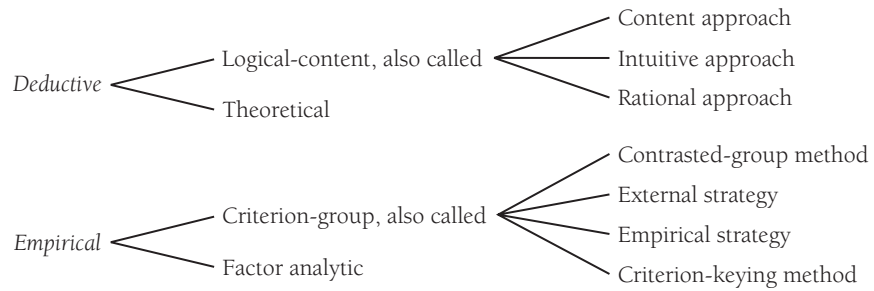 Deductive
Logical-content, also called
Content approach
Intuitive approach
Rational approach
Theoretical
Empirical
Criterion-group, also called
Contrasted-group method
External strategy
Empirical strategy
Criterion-keying method
Factor analytic